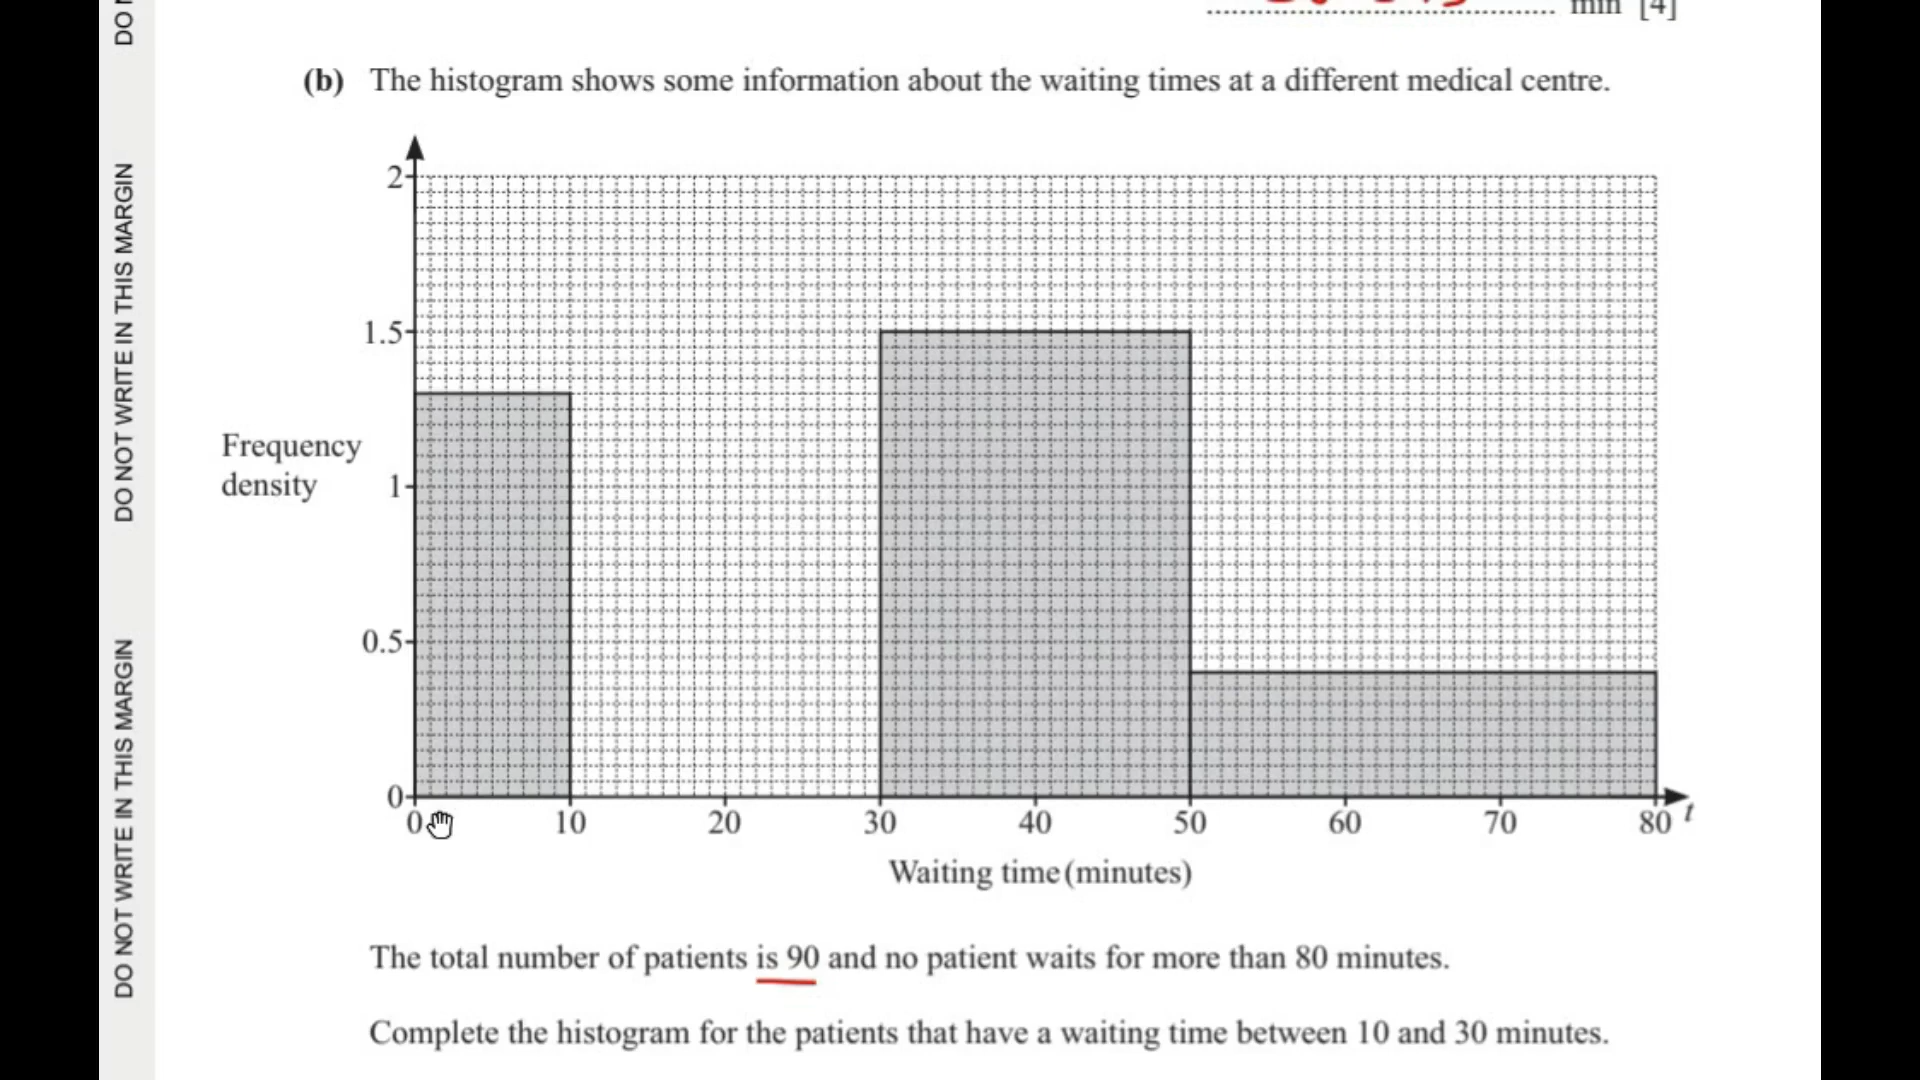 min [4]
(b) The histogram shows some information about the waiting times at a different medical centre.
2
1.5
Frequency
density
1
0.5
0
0 10 20 30 40 50 60 70 80 t
Waiting time (minutes)
The total number of patients is 90 and no patient waits for more than 80 minutes.
Complete the histogram for the patients that have a waiting time between 10 and 30 minutes.
DO NOT WRITE IN THIS MARGIN
DO NOT WRITE IN THIS MARGIN